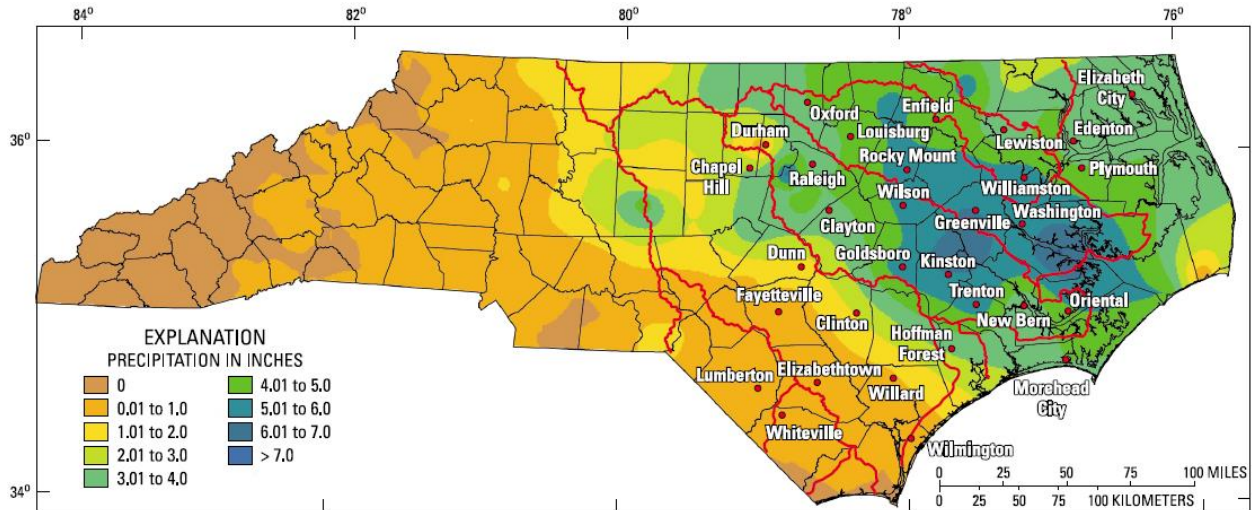 84°
82°
80°
78°
76°
36°
34°
36°
34°
Elizabeth
City
Enfield
Oxford
Durham
Louisburg
Edenton
Lewiston
Rocky Mount
Chapel
Hill
Raleigh
Plymouth
Wilson
Williamston
Washington
Greenville
Clayton
Dunn
Goldsboro
Kinston
Fayetteville
Trenton
Oriental
New Bern
Clinton
Hoffman
Forest
Lumberton
Elizabethtown
Willard
Morehead
City
Whiteville
Wilmington
EXPLANATION
PRECIPITATION IN INCHES
0
0.01 to 1.0
1.01 to 2.0
2.01 to 3.0
3.01 to 4.0
4.01 to 5.0
5.01 to 6.0
6.01 to 7.0
> 7.0
0 25 50 75 100 MILES
0 25 50 75 100 KILOMETERS